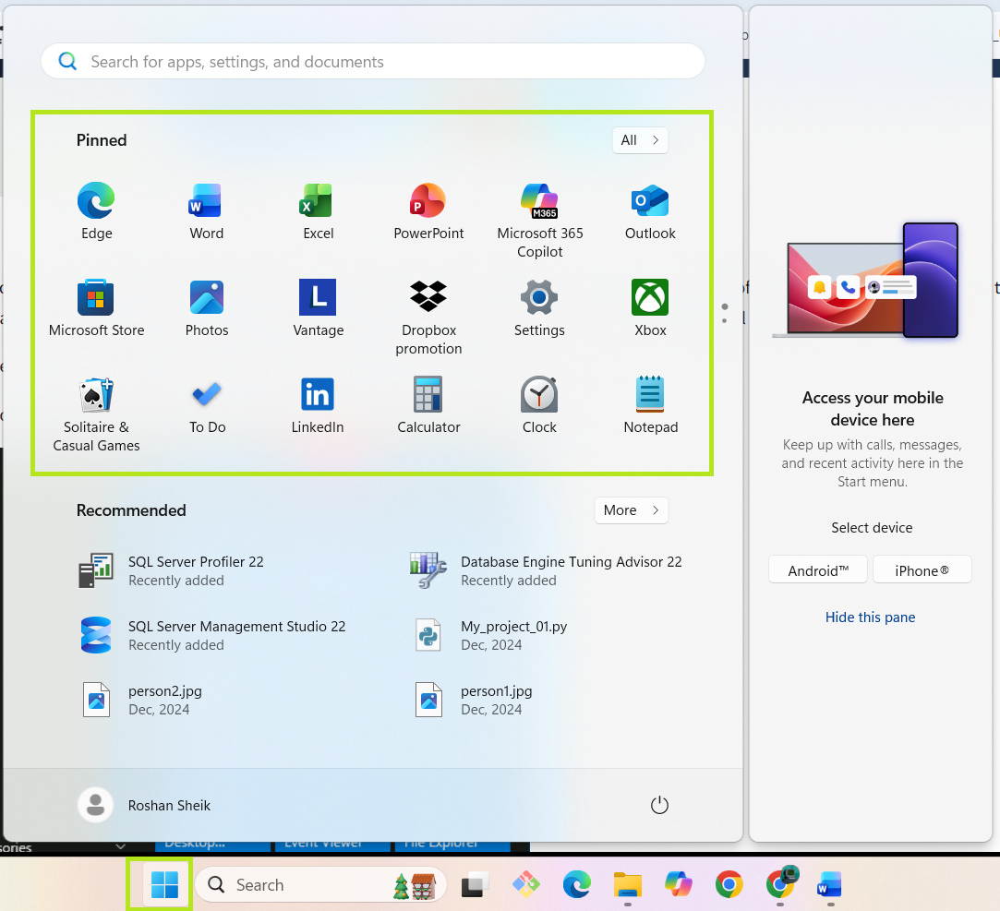 Search for apps, settings, and documents
Pinned
All
Edge
Word
Excel
PowerPoint
Microsoft 365
Copilot
Outlook
Microsoft Store
Photos
Vantage
Dropbox
promotion
Settings
Xbox
Solitaire &
Casual Games
To Do
LinkedIn
Calculator
Clock
Notepad
Recommended
More
SQL Server Profiler 22
Recently added
Database Engine Tuning Advisor 22
Recently added
SQL Server Management Studio 22
Recently added
My_project_01.py
Dec, 2024
person2.jpg
Dec, 2024
person1.jpg
Dec, 2024
Roshan Sheik
Access your mobile
device here
Keep up with calls, messages,
and recent activity here in the
Start menu.
Select device
Android™
iPhone®
Hide this pane
Desktop...
Event Viewer
File Explorer
Search